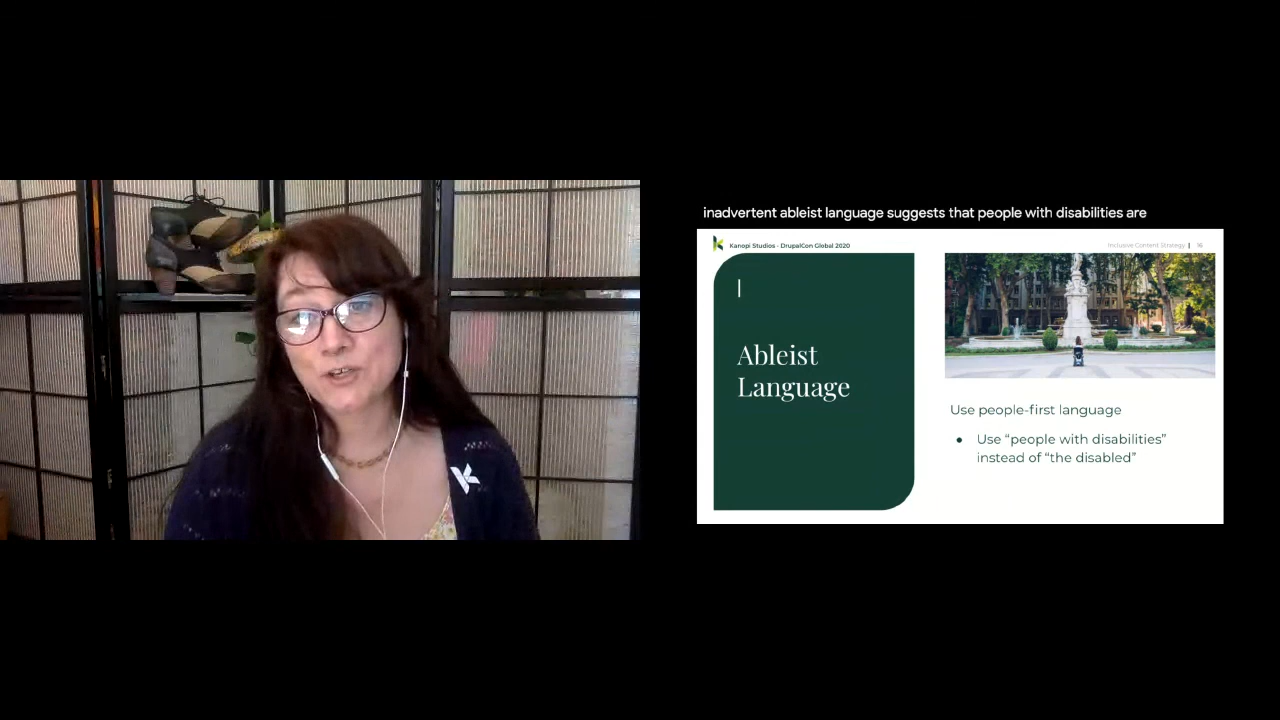 inadvertent ableist language suggests that people with disabilities are
Kanopi Studios - DrupalCon Global 2020
Inclusive Content Strategy | 16
Ableist
Language
Use people-first language
● Use “people with disabilities”
instead of “the disabled”